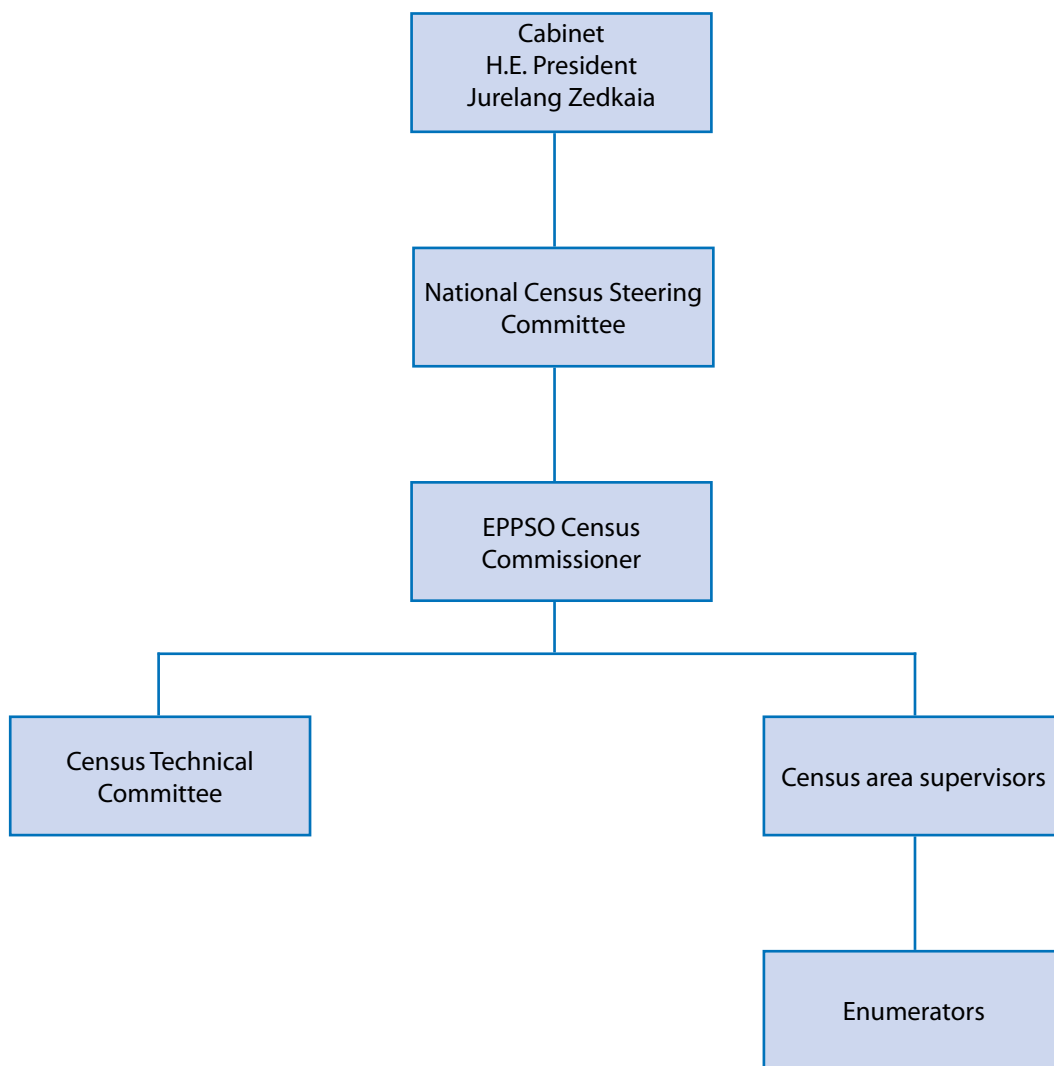 Cabinet
H.E. President
Jurelang Zedkaia
National Census Steering
Committee
EPPSO Census
Commissioner
Census Technical
Committee
Census area supervisors
Enumerators